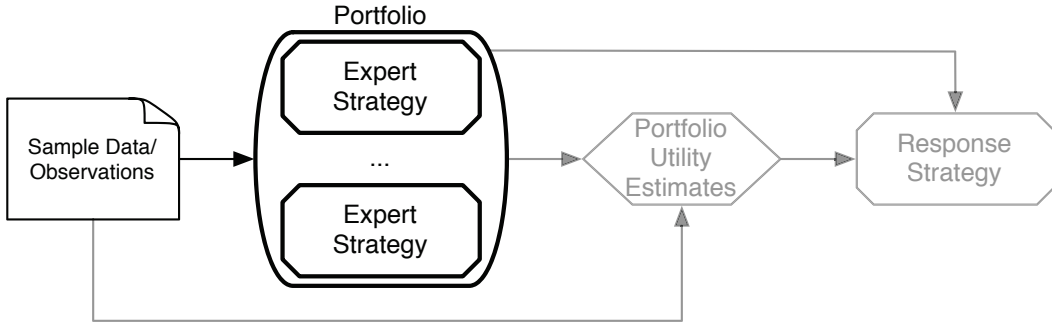 Portfolio
Expert
Strategy
Sample Data/
Observations
...
Expert
Strategy
Portfolio
Utility
Estimates
Response
Strategy